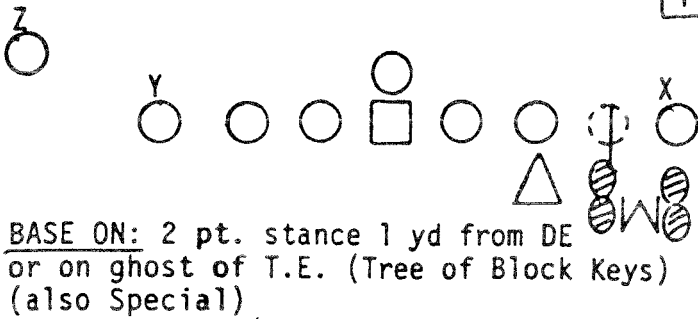 Z
Y
X
W
BASE ON: 2 pt. stance 1 yd from DE
or on ghost of T.E. (Tree of Block Keys)
(also Special)